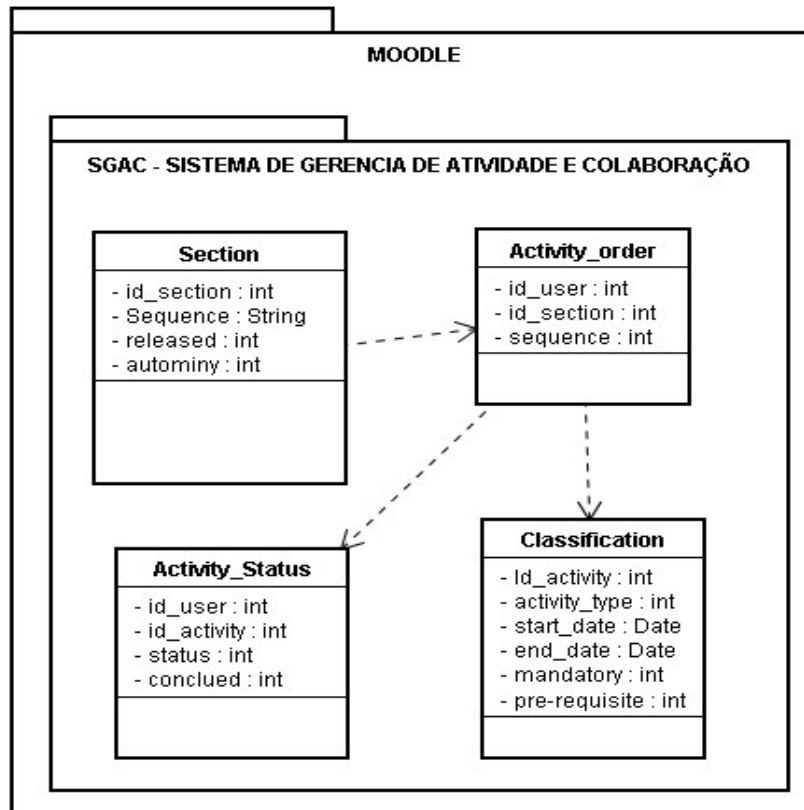 MOODLE
SGAC - SISTEMA DE GERENCIA DE ATIVIDADE E COLABORAÇÃO
Section
- id_section : int
- Sequence : String
- released : int
- autominy : int
Activity_order
- id_user : int
- id_section : int
- sequence : int
Activity_Status
- id_user : int
- id_activity : int
- status : int
- conclued : int
Classification
- Id_activity : int
- activity_type : int
- start_date : Date
- end_date : Date
- mandatory : int
- pre-requisite : int